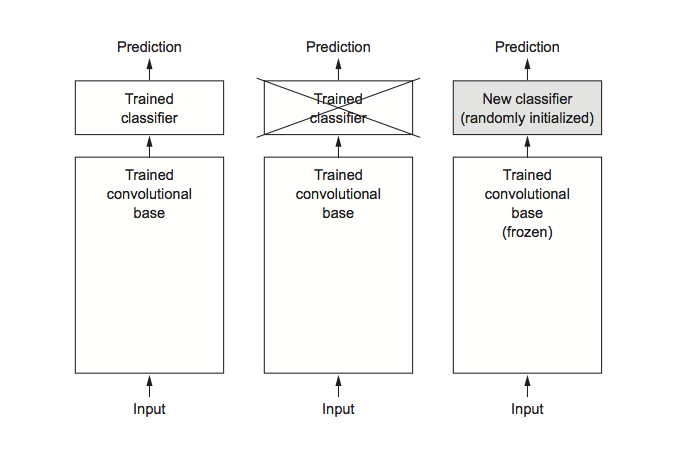 Prediction
Trained
classifier
Trained
convolutional
base
Input
Prediction
Trained
classifier
Trained
convolutional
base
Input
Prediction
New classifier
(randomly initialized)
Trained
convolutional
base
(frozen)
Input